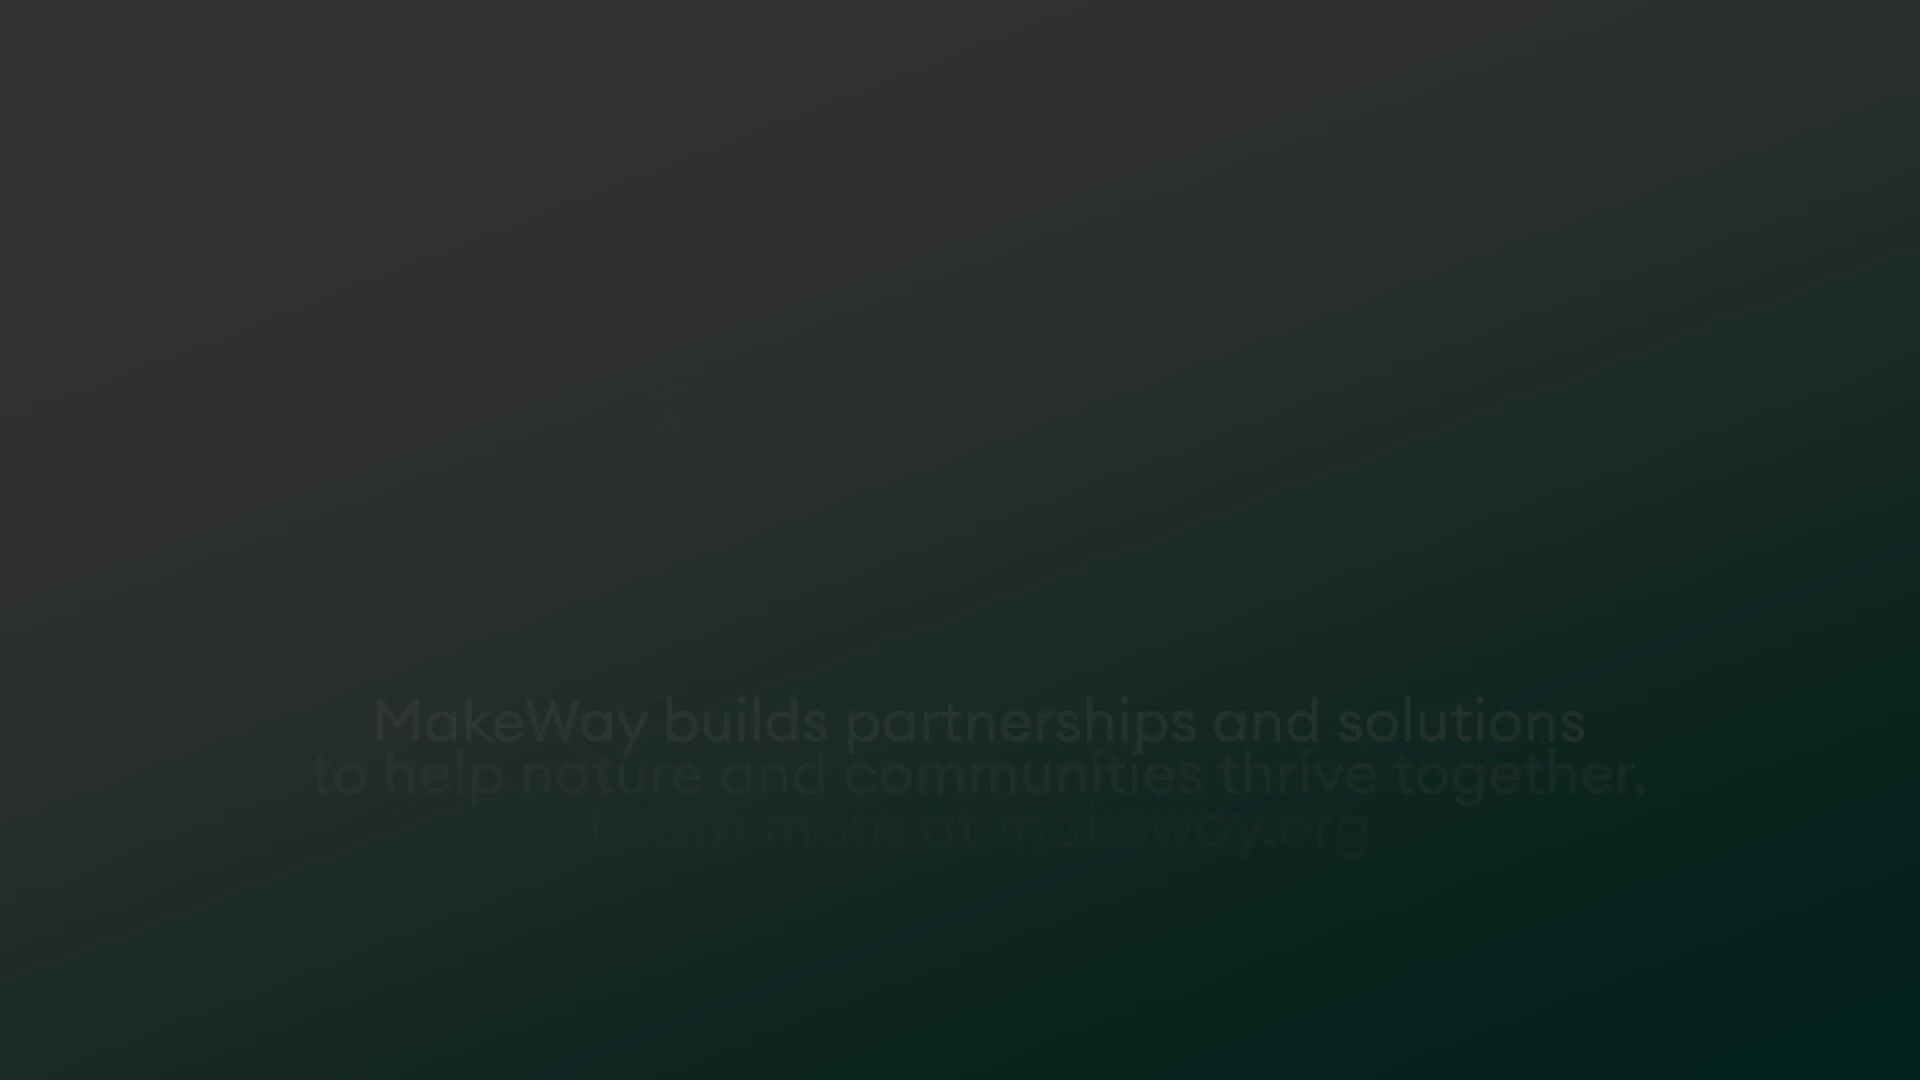 MakeWay builds partnerships and solutions
to help nature and communities thrive together.
Learn more at makeway.org